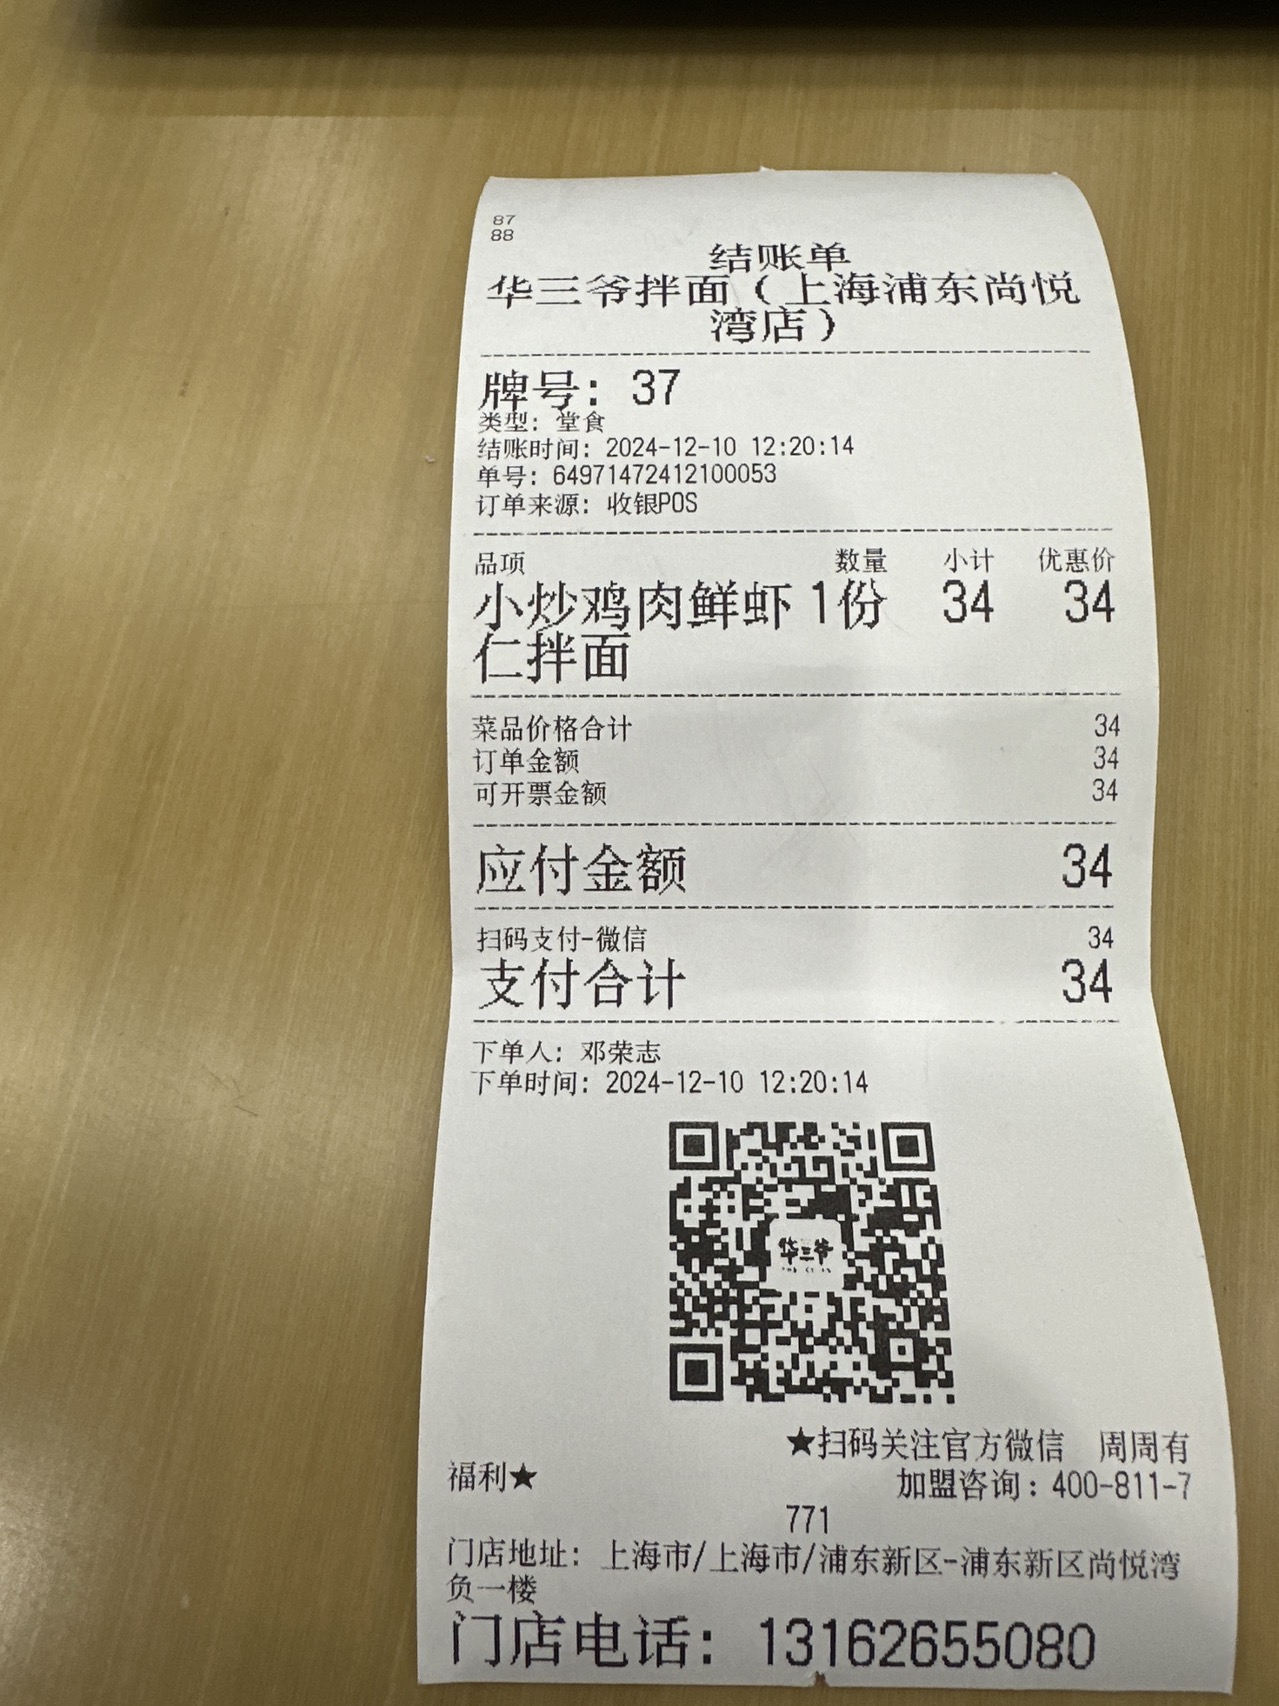 87
88
结账单
华三爷拌面(上海浦东尚悦
湾店)
牌号: 37
类型: 堂食
结账时间: 2024-12-10 12:20:14
单号: 64971472412100053
订单来源: 收银POS
品项 数量 小计 优惠价
小炒鸡肉鲜虾 1份 34 34
仁拌面
菜品价格合计 34
订单金额 34
可开票金额 34
应付金额 34
扫码支付-微信 34
支付合计 34
下单人: 邓荣志
下单时间: 2024-12-10 12:20:14
华三爷
★扫码关注官方微信 周周有
福利★ 加盟咨询: 400-811-7
771
门店地址: 上海市/上海市/浦东新区-浦东新区尚悦湾
负一楼
门店电话: 13162655080